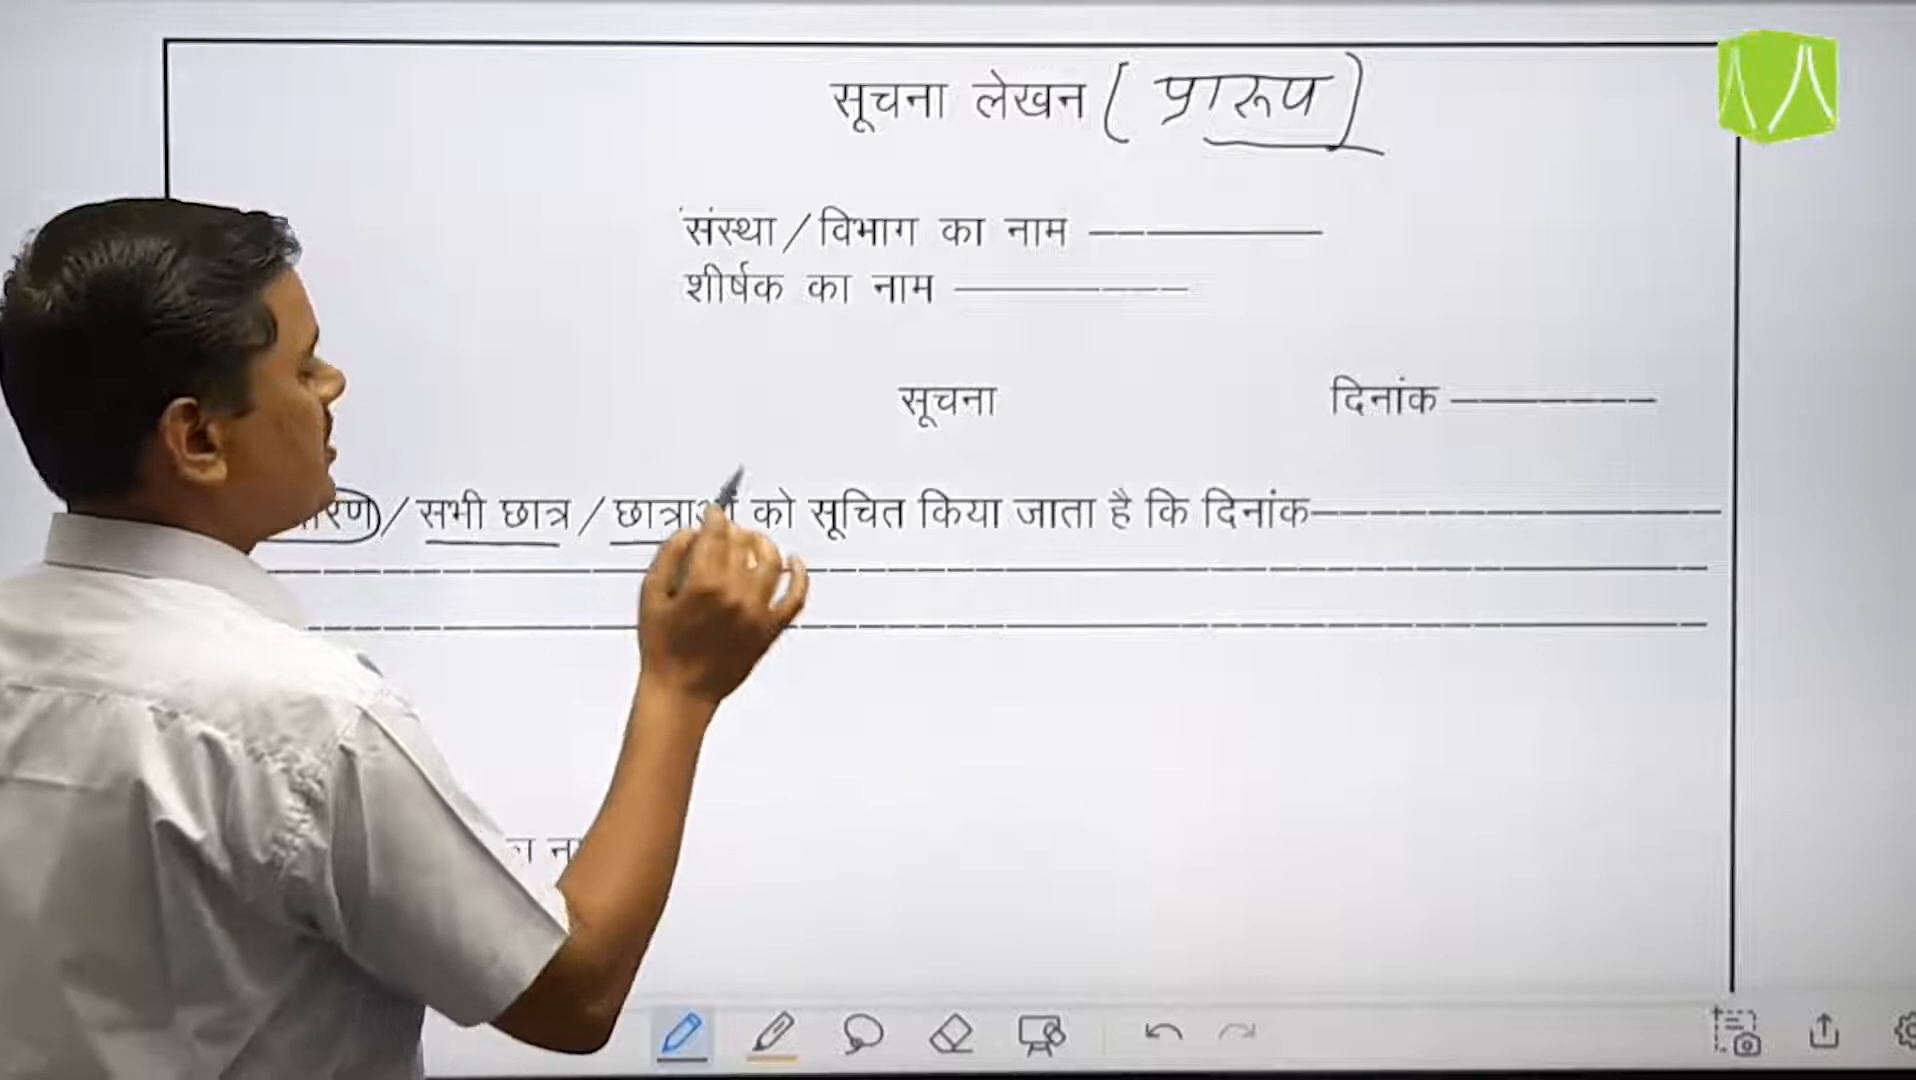 सूचना लेखन ( प्रारूप )
संस्था / विभाग का नाम
शीर्षक का नाम
सूचना दिनांक
/ सभी छात्र / छात्राओं को सूचित किया जाता है कि दिनांक